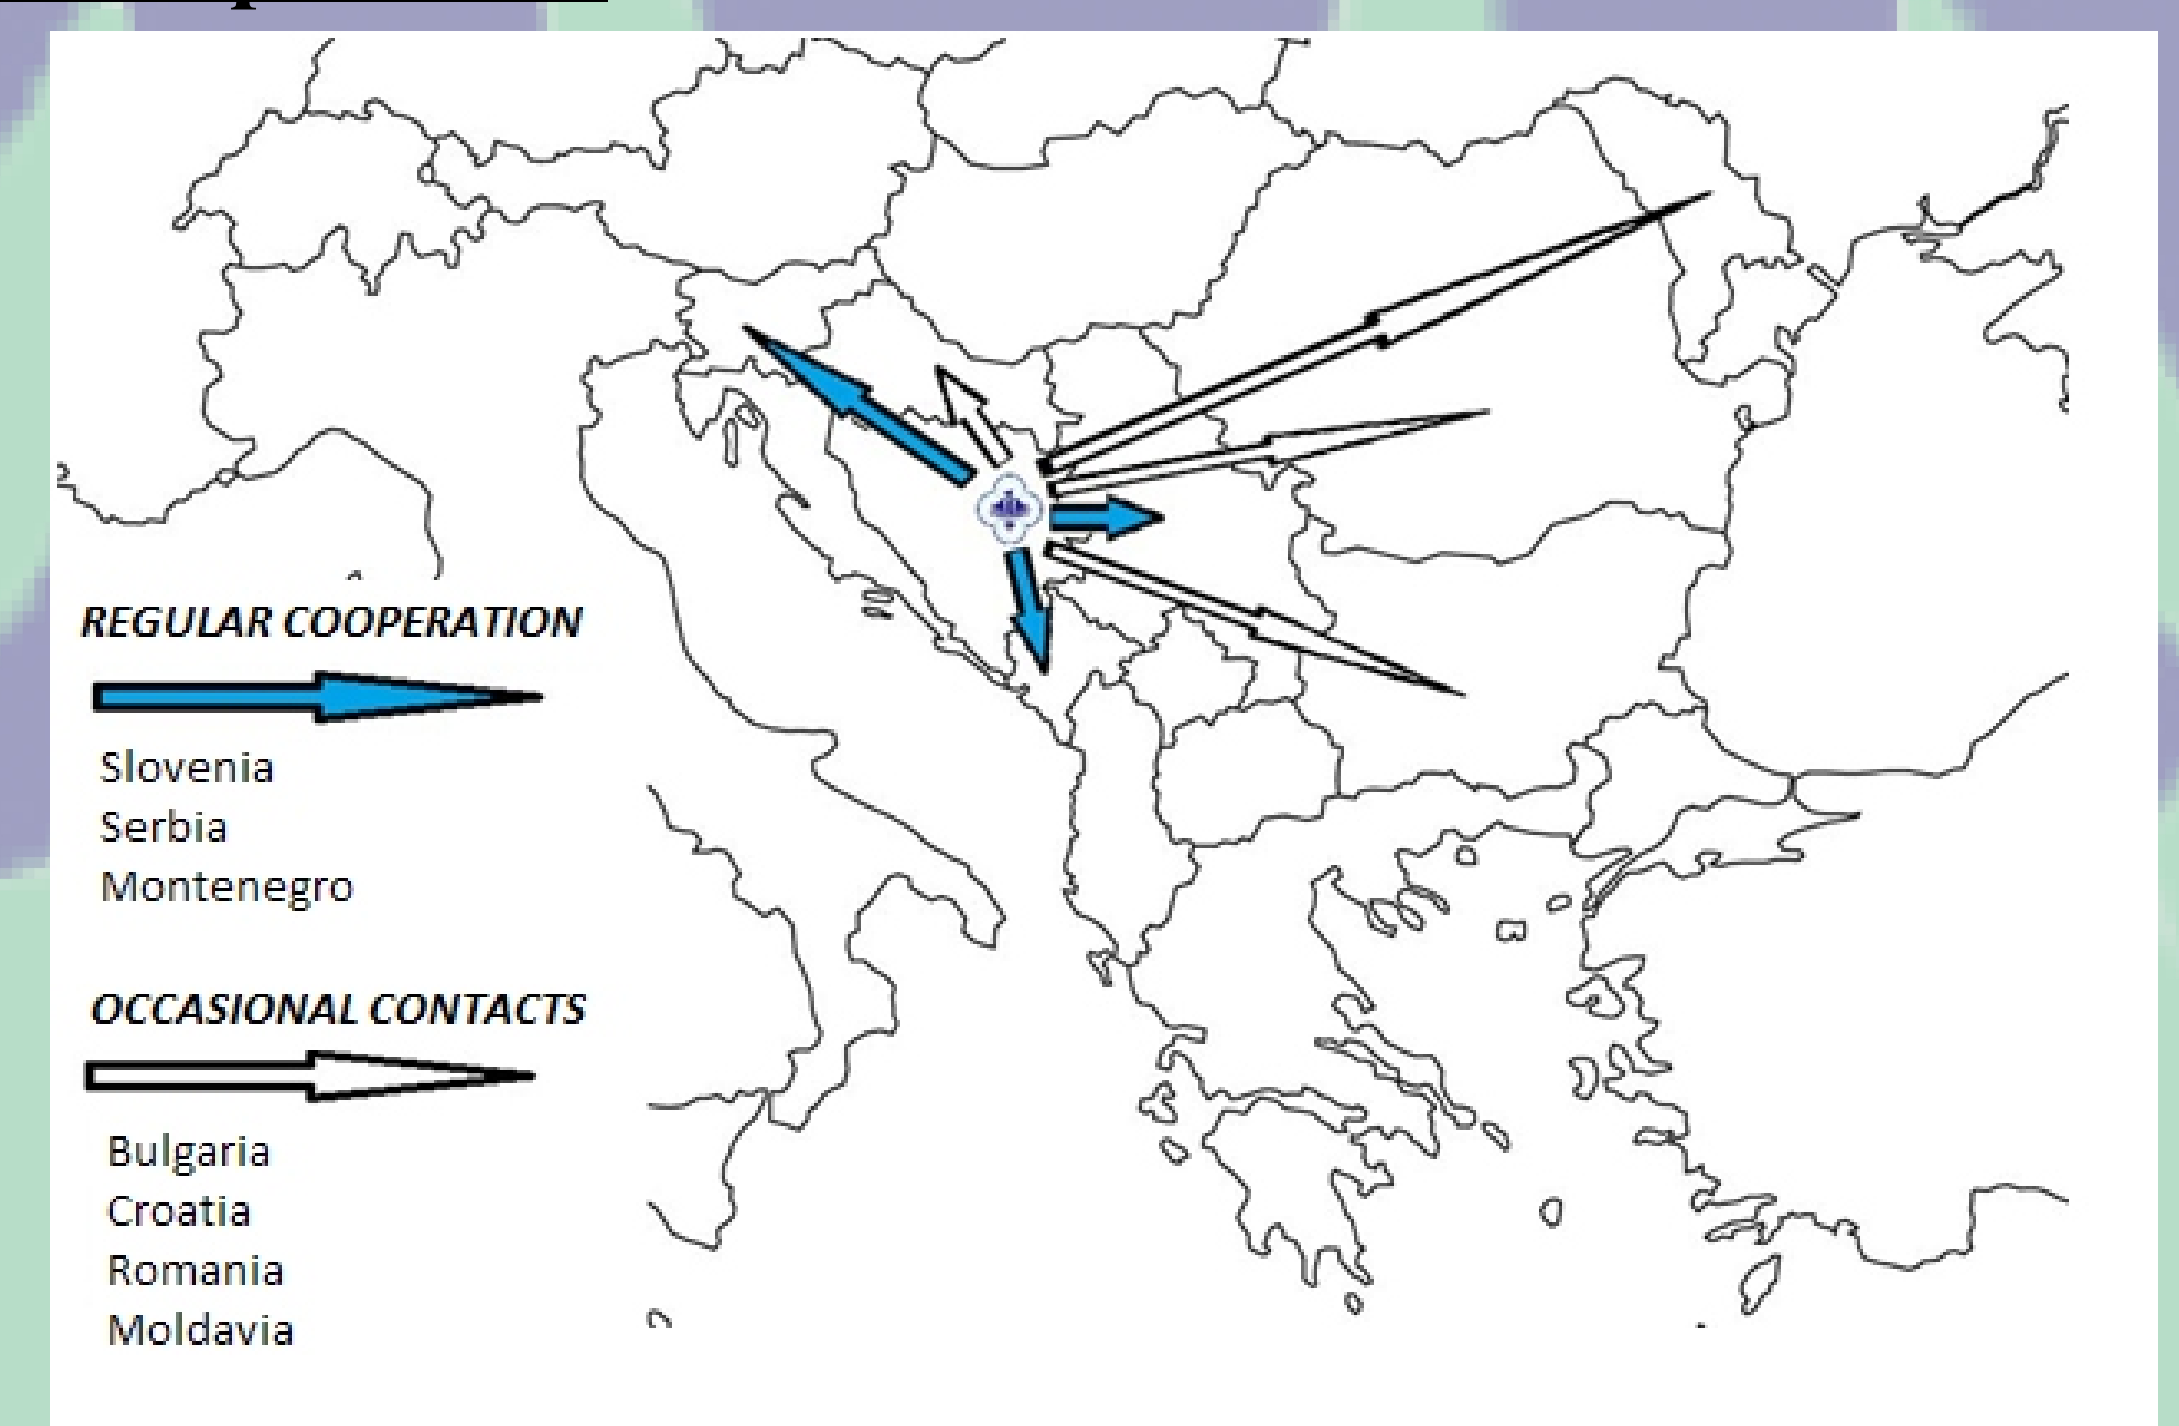 REGULAR COOPERATION
Slovenia
Serbia
Montenegro
OCCASIONAL CONTACTS
Bulgaria
Croatia
Romania
Moldavia